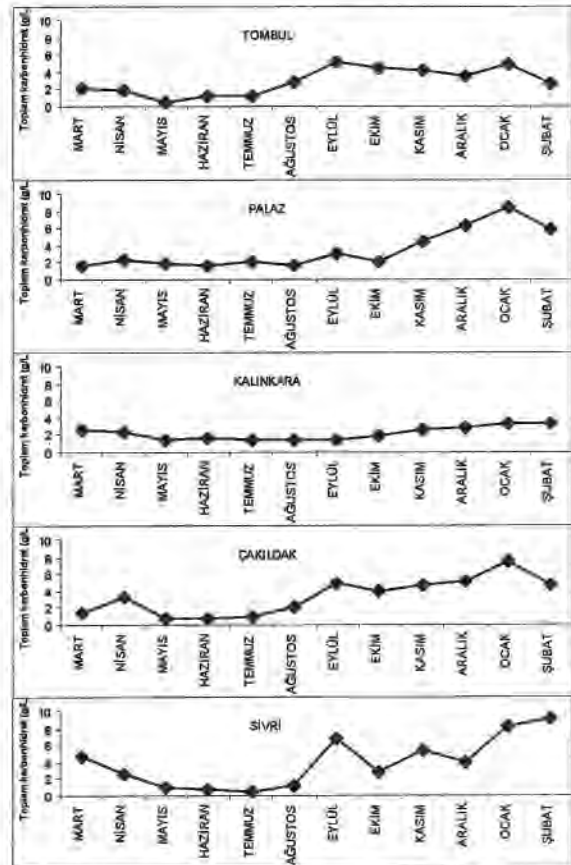 Toplam karbonhidrat (g/L)
10
8
6
4
2
0
TOMBUL
MART
NİSAN
MAYIS
HAZİRAN
TEMMUZ
AĞUSTOS
EYLÜL
EKİM
KASIM
ARALIK
OCAK
ŞUBAT
Toplam karbonhidrat (g/L)
10
8
6
4
2
0
PALAZ
MART
NİSAN
MAYIS
HAZİRAN
TEMMUZ
AĞUSTOS
EYLÜL
EKİM
KASIM
ARALIK
OCAK
ŞUBAT
Toplam karbonhidrat (g/L)
10
8
6
4
2
0
KALINKARA
MART
NİSAN
MAYIS
HAZİRAN
TEMMUZ
AĞUSTOS
EYLÜL
EKİM
KASIM
ARALIK
OCAK
ŞUBAT
Toplam karbonhidrat (g/L)
10
8
6
4
2
0
ÇAKILDAK
MART
NİSAN
MAYIS
HAZİRAN
TEMMUZ
AĞUSTOS
EYLÜL
EKİM
KASIM
ARALIK
OCAK
ŞUBAT
Toplam karbonhidrat (g/L)
10
8
6
4
2
0
SİVRİ
MART
NİSAN
MAYIS
HAZİRAN
TEMMUZ
AĞUSTOS
EYLÜL
EKİM
KASIM
ARALIK
OCAK
ŞUBAT